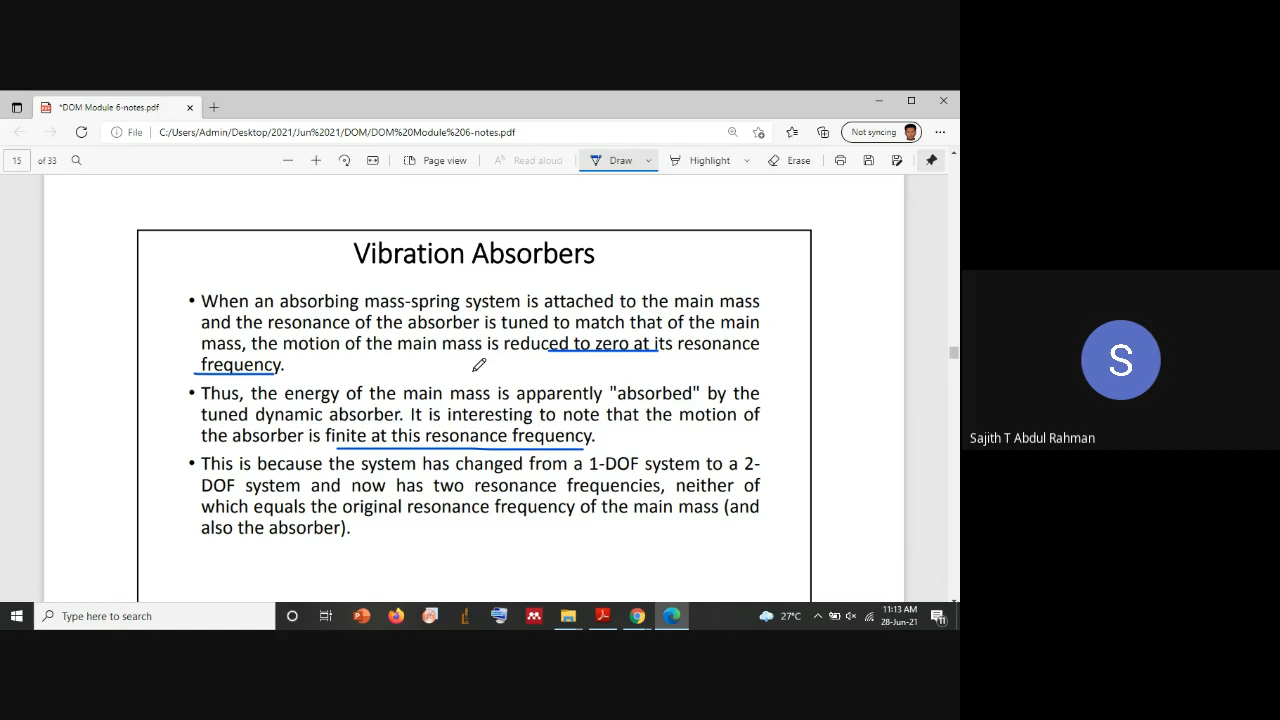 *DOM Module 6-notes.pdf
File
C:/Users/Admin/Desktop/2021/Jun%2021/DOM/DOM%20Module%206-notes.pdf
Not syncing
15 of 33
Page view
Read aloud
Draw
Highlight
Erase
Vibration Absorbers
• When an absorbing mass-spring system is attached to the main mass
and the resonance of the absorber is tuned to match that of the main
mass, the motion of the main mass is reduced to zero at its resonance
frequency.
• Thus, the energy of the main mass is apparently "absorbed" by the
tuned dynamic absorber. It is interesting to note that the motion of
the absorber is finite at this resonance frequency.
• This is because the system has changed from a 1-DOF system to a 2-
DOF system and now has two resonance frequencies, neither of
which equals the original resonance frequency of the main mass (and
also the absorber).
S
Sajith T Abdul Rahman
Type here to search
27°C
11:13 AM
28-Jun-21
11